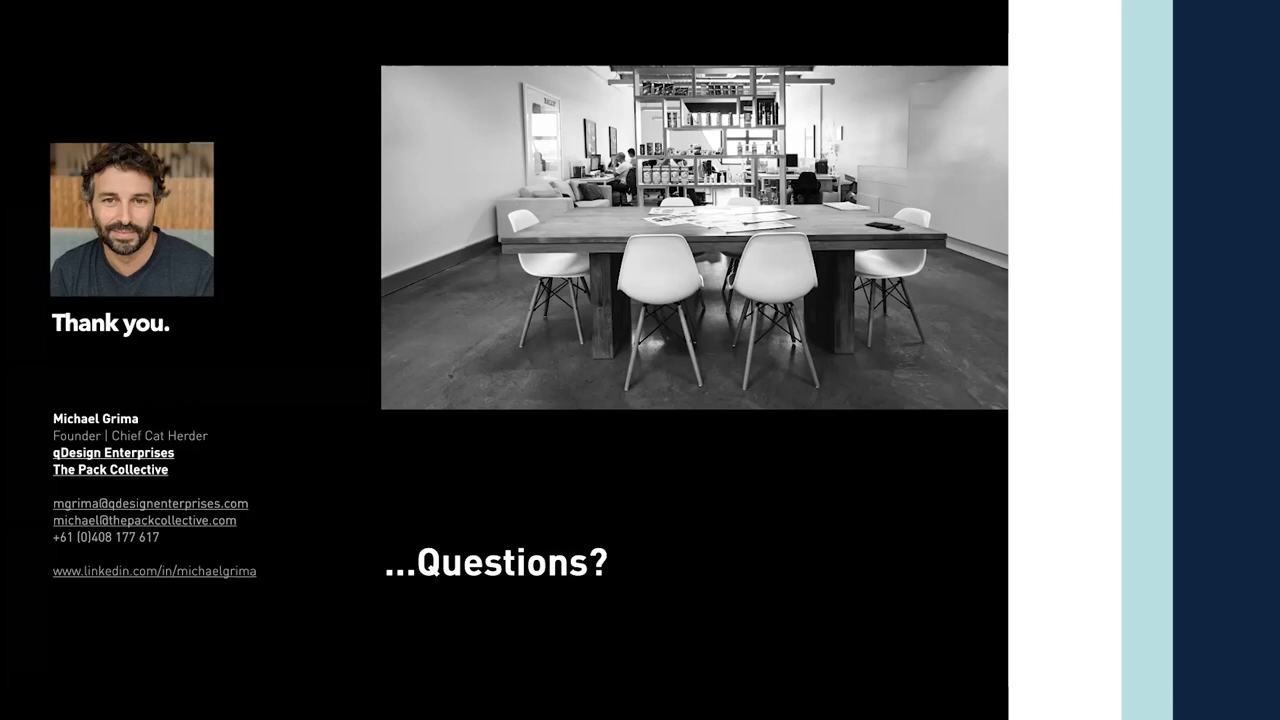 Thank you.
Michael Grima
Founder | Chief Cat Herder
qDesign Enterprises
The Pack Collective
mgrima@qdesignenterprises.com
michael@thepackcollective.com
+61 (0)408 177 617
www.linkedin.com/in/michaelgrima
...Questions?